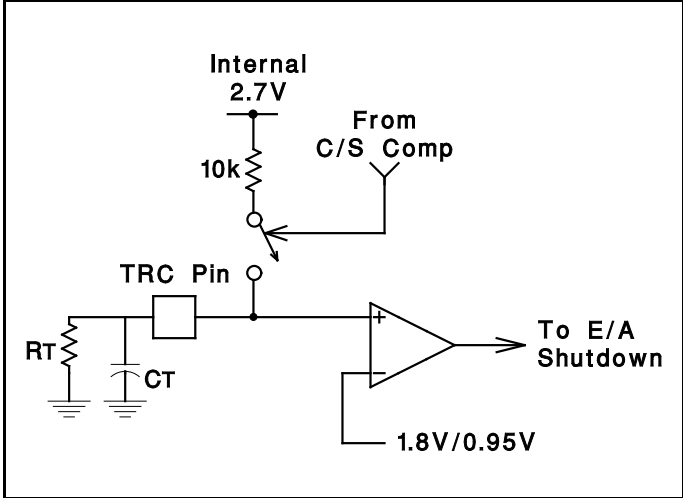 Internal
2.7V
From
C/S Comp
10k
TRC Pin
RT
CT
+
−
To E/A
Shutdown
1.8V/0.95V